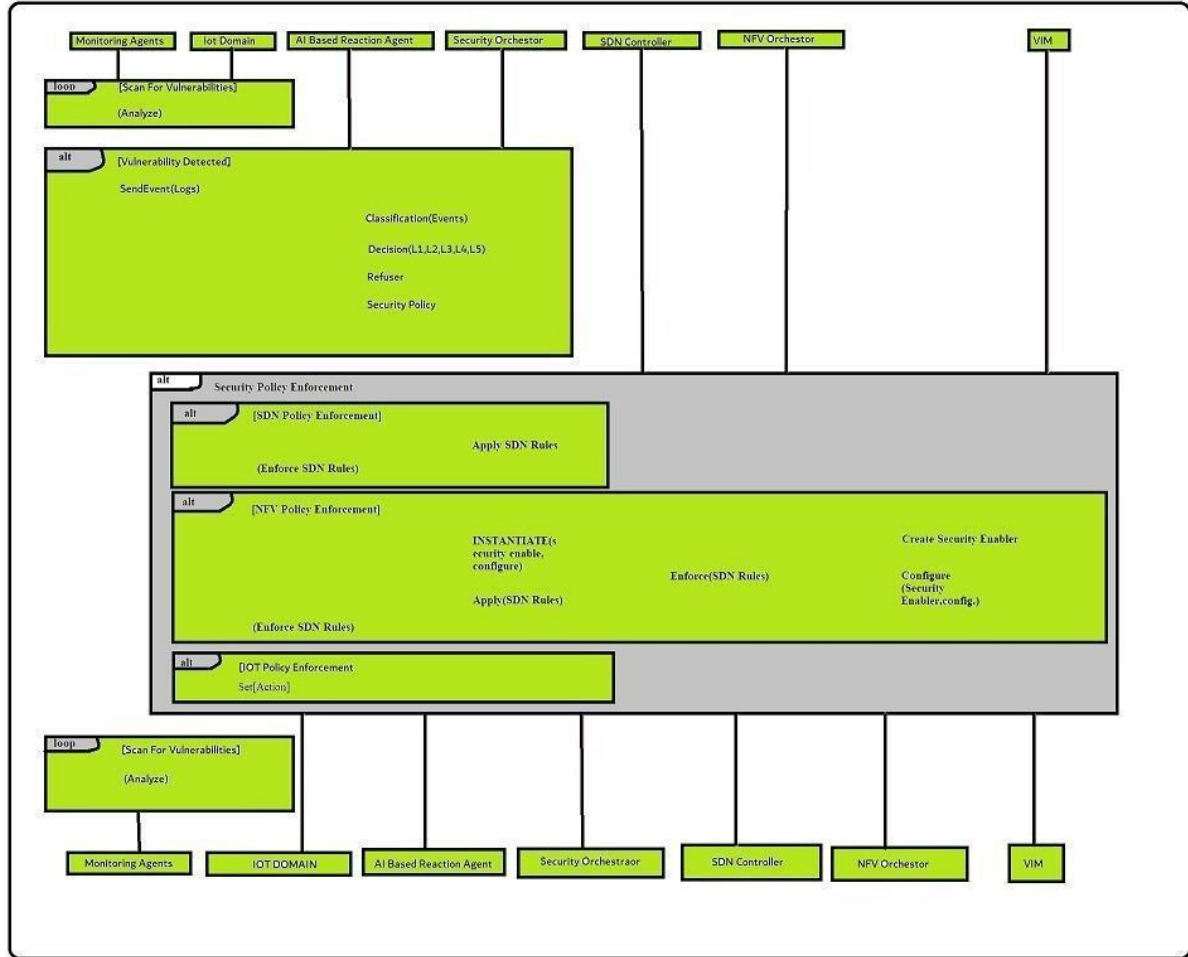 Monitoring Agents
Iot Domain
AI Based Reaction Agent
Security Orchestor
SDN Controller
NFV Orchestor
VIM
loop
[Scan For Vulnerabilities]
(Analyze)
alt
[Vulnerability Detected]
SendEvent(Logs)
Classification(Events)
Decision(L1,L2,L3,L4,L5)
Refuser
Security Policy
alt
Security Policy Enforcement
alt
[SDN Policy Enforcement]
Apply SDN Rules
(Enforce SDN Rules)
alt
[NFV Policy Enforcement]
INSTANTIATE(s
ecurity enable,
configure)
Create Security Enabler
Enforce(SDN Rules)
Configure
(Security
Enabler,config.)
Apply(SDN Rules)
(Enforce SDN Rules)
alt
[IOT Policy Enforcement
Set[Action]
loop
[Scan For Vulnerabilities]
(Analyze)
Monitoring Agents
IOT DOMAIN
AI Based Reaction Agent
Security Orchestraor
SDN Controller
NFV Orchestor
VIM